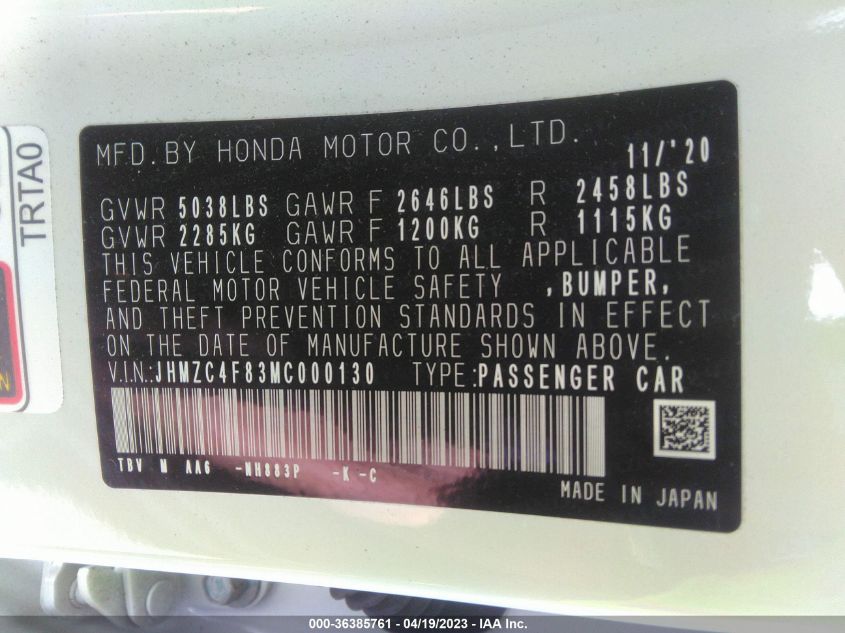 TRTA0
MFD. BY HONDA MOTOR CO., LTD. 11/'20
GVWR 5038LBS GAWR F 2646LBS R 2458LBS
GVWR 2285KG GAWR F 1200KG R 1115KG
THIS VEHICLE CONFORMS TO ALL APPLICABLE
FEDERAL MOTOR VEHICLE SAFETY ,BUMPER,
AND THEFT PREVENTION STANDARDS IN EFFECT
ON THE DATE OF MANUFACTURE SHOWN ABOVE.
V.I.N.:JHMZC4F83MC000130 TYPE:PASSENGER CAR
TBV M AA6 -NH883P -K -C
MADE IN JAPAN
000-36385761 - 04/19/2023 - IAA Inc.